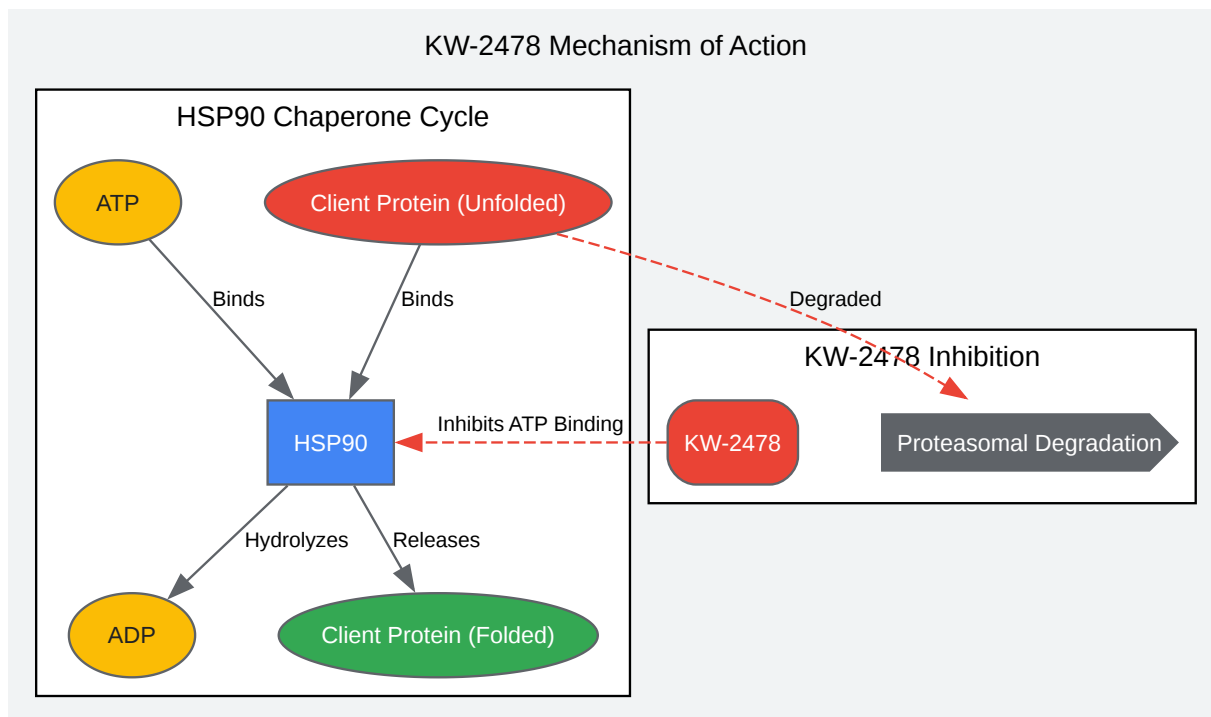 KW-2478 Mechanism of Action
HSP90 Chaperone Cycle
ATP
Client Protein (Unfolded)
Binds
Binds
Degraded
KW-2478 Inhibition
HSP90
Inhibits ATP Binding
KW-2478
Proteasomal Degradation
Hydrolyzes
Releases
ADP
Client Protein (Folded)